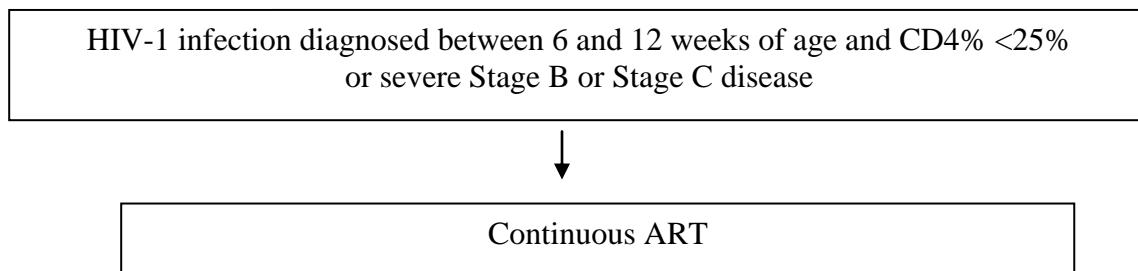 HIV-1 infection diagnosed between 6 and 12 weeks of age and CD4% <25%
or severe Stage B or Stage C disease
Continuous ART